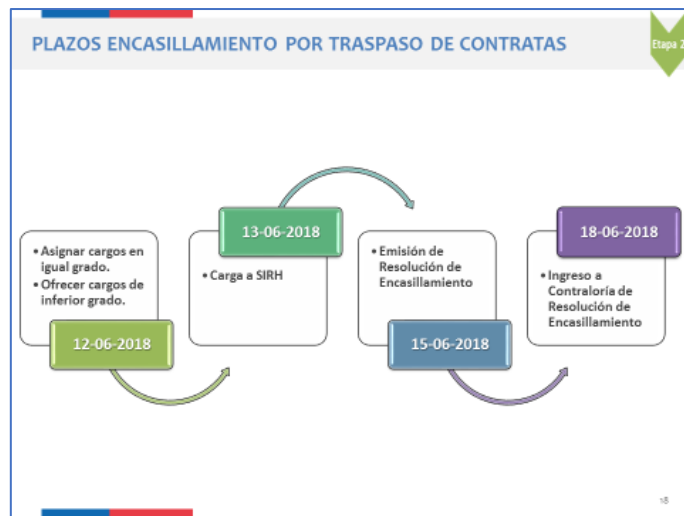 PLAZOS ENCASILLAMIENTO POR TRASPASO DE CONTRATAS
Etapa 2
• Asignar cargos en
igual grado.
• Ofrecer cargos de
inferior grado.
12-06-2018
13-06-2018
• Carga a SIRH
• Emisión de
Resolución de
Encasillamiento
15-06-2018
18-06-2018
• Ingreso a
Contraloría de
Resolución de
Encasillamiento
18